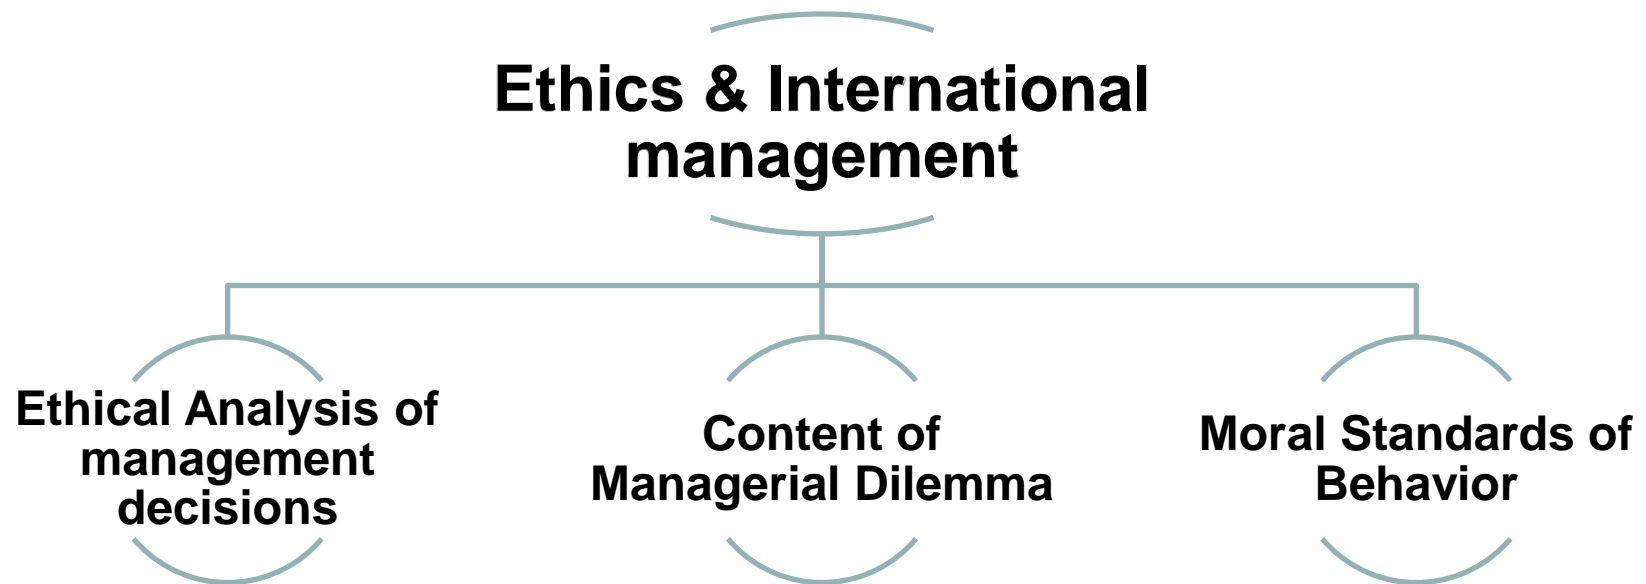 Ethics & International
management
Ethical Analysis of
management
decisions
Content of
Managerial Dilemma
Moral Standards of
Behavior